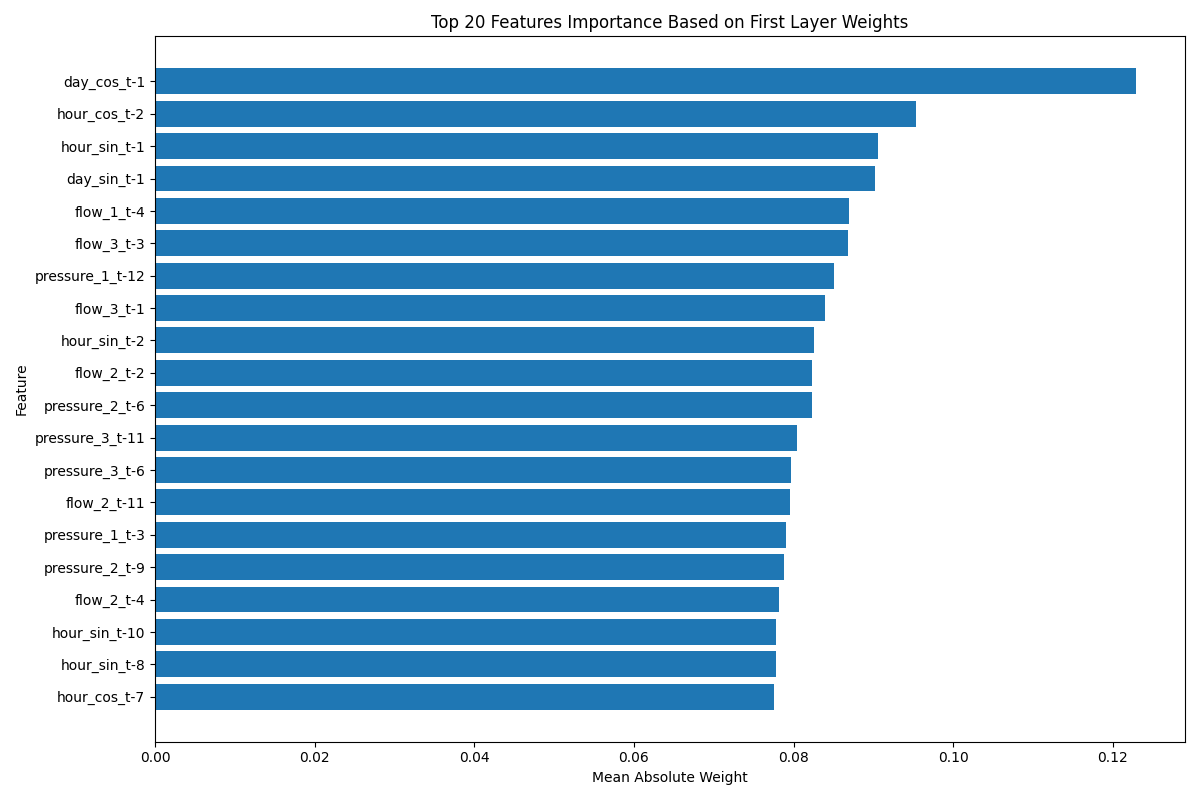 Top 20 Features Importance Based on First Layer Weights
day_cos_t-1
hour_cos_t-2
hour_sin_t-1
day_sin_t-1
flow_1_t-4
flow_3_t-3
pressure_1_t-12
flow_3_t-1
hour_sin_t-2
flow_2_t-2
pressure_2_t-6
pressure_3_t-11
pressure_3_t-6
flow_2_t-11
pressure_1_t-3
pressure_2_t-9
flow_2_t-4
hour_sin_t-10
hour_sin_t-8
hour_cos_t-7
Feature
0.00 0.02 0.04 0.06 0.08 0.10 0.12
Mean Absolute Weight